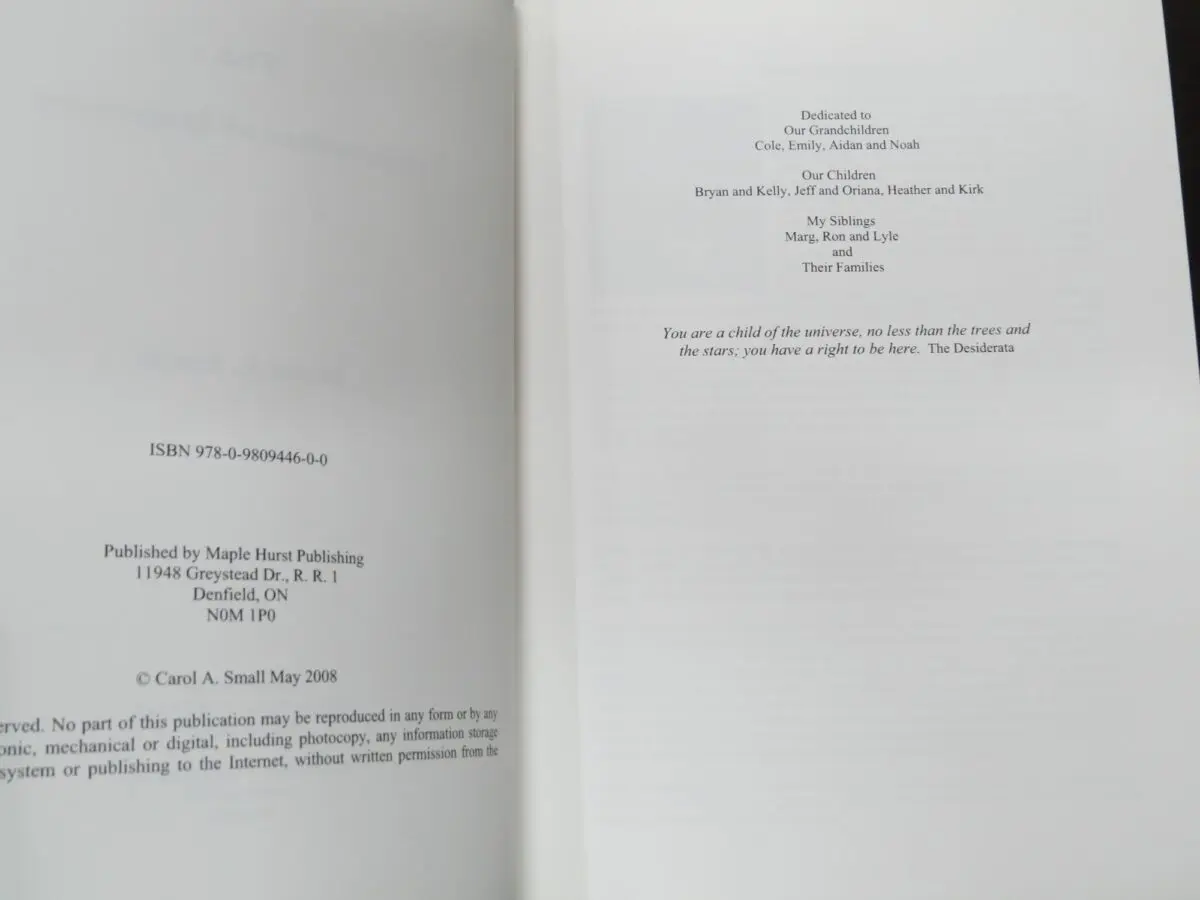 ISBN 978-0-9809446-0-0
Published by Maple Hurst Publishing
11948 Greystead Dr., R. R. 1
Denfield, ON
N0M 1P0
© Carol A. Small May 2008
erved. No part of this publication may be reproduced in any form or by any
onic, mechanical or digital, including photocopy, any information storage
system or publishing to the Internet, without written permission from the
Dedicated to
Our Grandchildren
Cole, Emily, Aidan and Noah
Our Children
Bryan and Kelly, Jeff and Oriana, Heather and Kirk
My Siblings
Marg, Ron and Lyle
and
Their Families
You are a child of the universe, no less than the trees and
the stars; you have a right to be here. The Desiderata